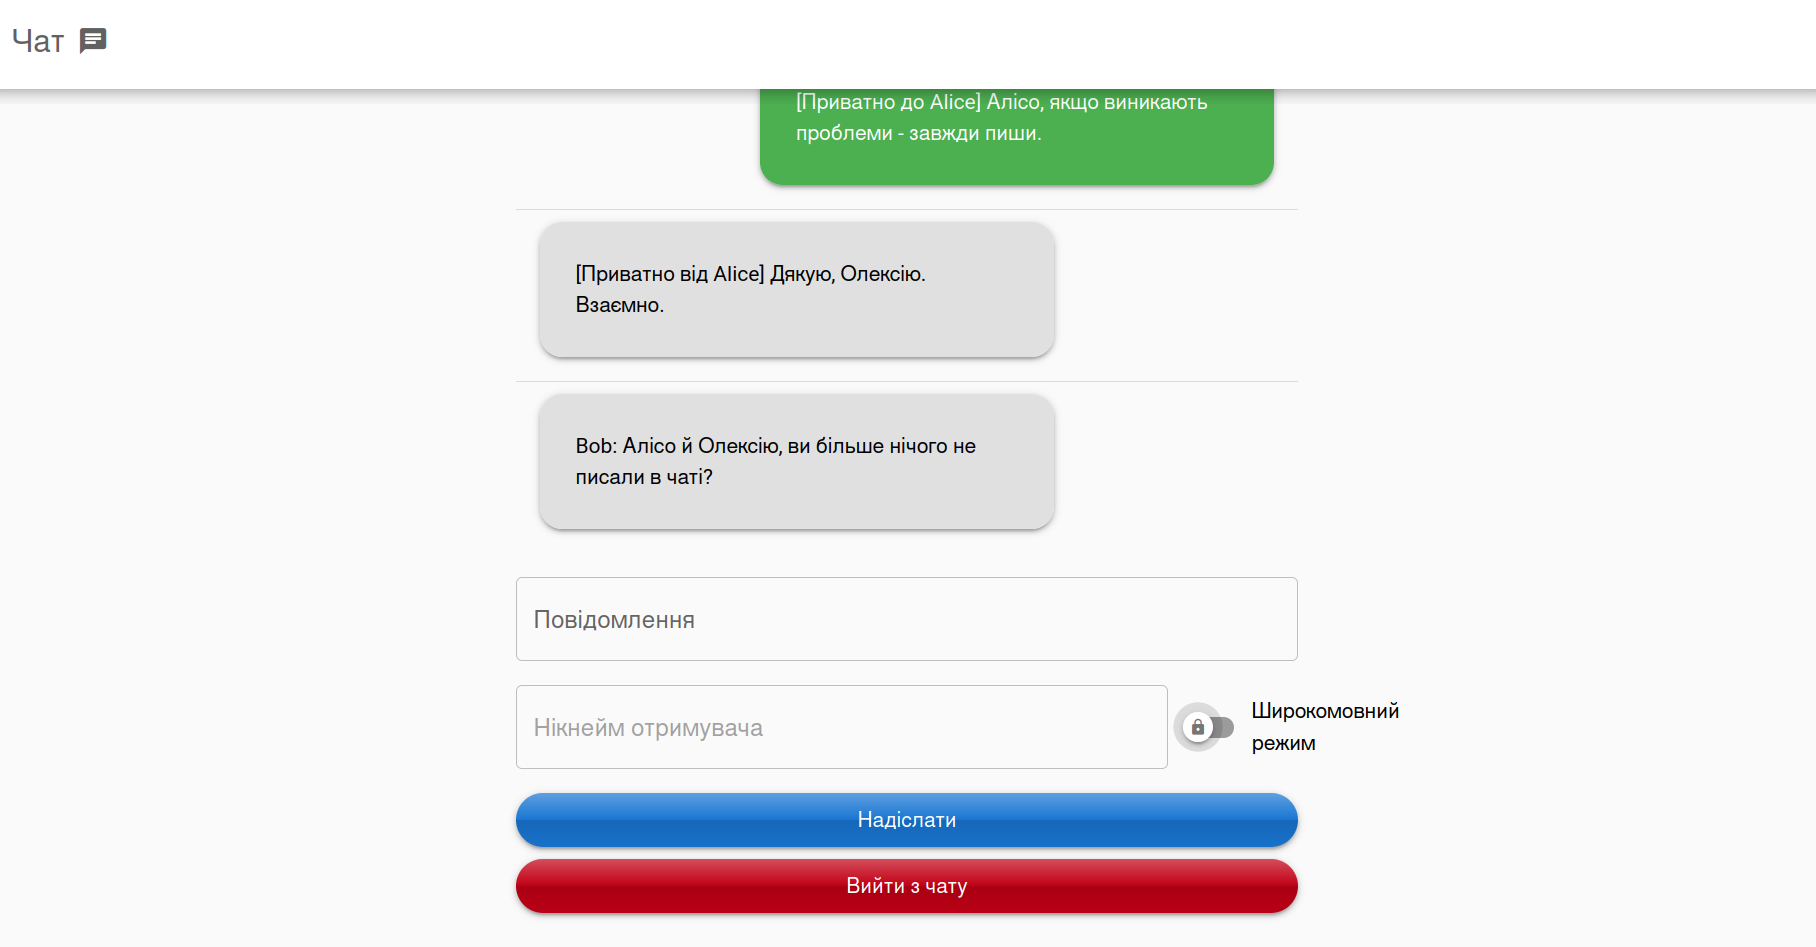 Чат
[Приватно до Alice] Алісо, якщо виникають
проблеми - завжди пиши.
[Приватно від Alice] Дякую, Олексію.
Взаємно.
Bob: Алісо й Олексію, ви більше нічого не
писали в чаті?
Повідомлення
Нікнейм отримувача
Широкомовний
режим
Надіслати
Вийти з чату